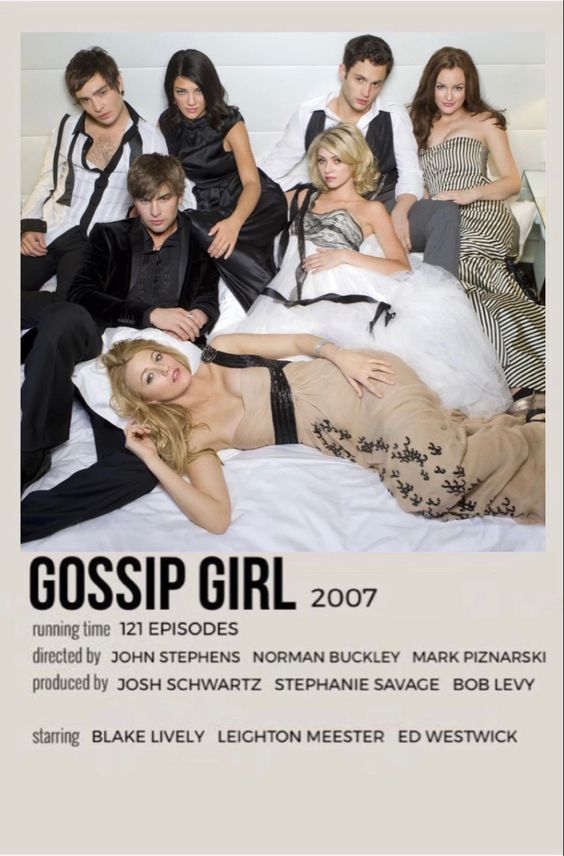 GOSSIP GIRL 2007
running time 121 EPISODES
directed by JOHN STEPHENS NORMAN BUCKLEY MARK PIZNARSKI
produced by JOSH SCHWARTZ STEPHANIE SAVAGE BOB LEVY
starring BLAKE LIVELY LEIGHTON MEESTER ED WESTWICK